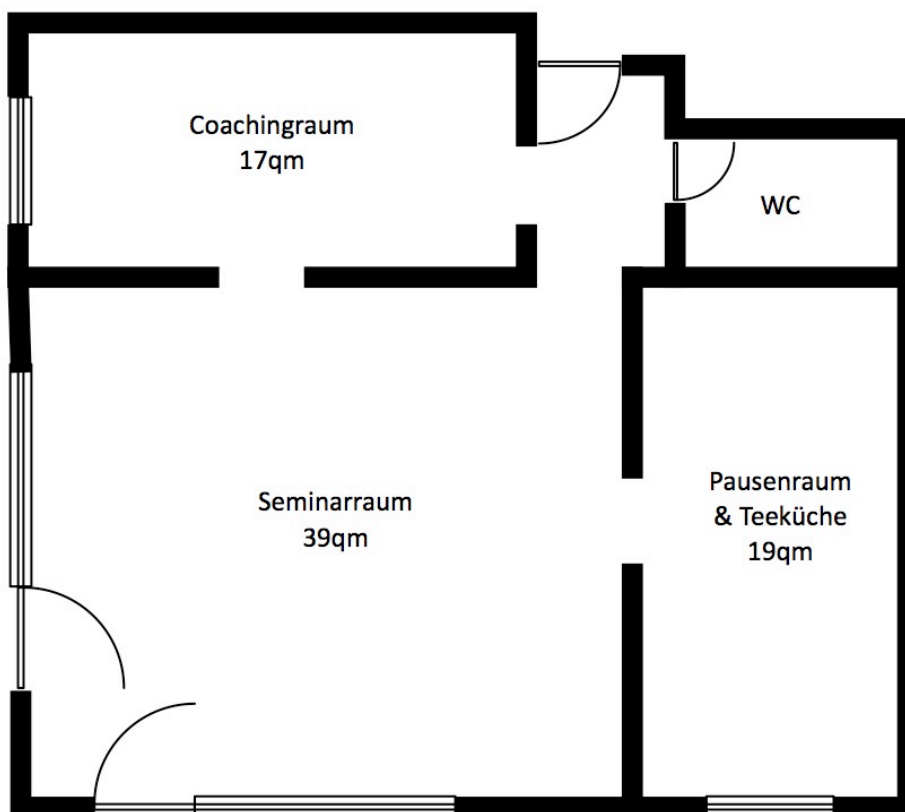 Coachingraum
17qm
WC
Seminarraum
39qm
Pausenraum
& Teeküche
19qm